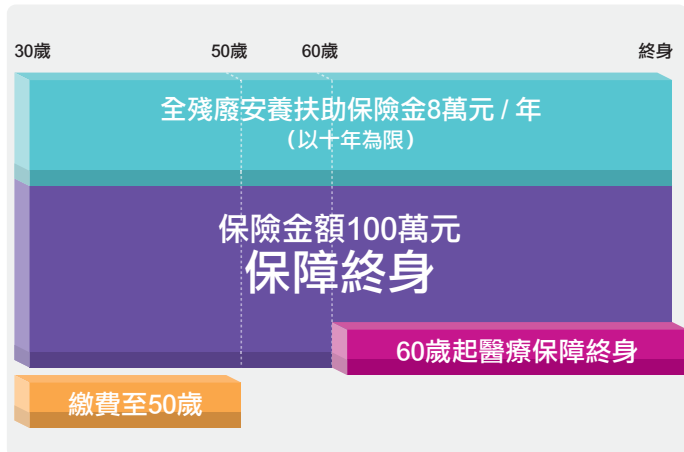 30歲 50歲 60歲 終身
全殘廢安養扶助保險金8萬元 / 年
（以十年為限）
保險金額100萬元
保障終身
60歲起醫療保障終身
繳費至50歲